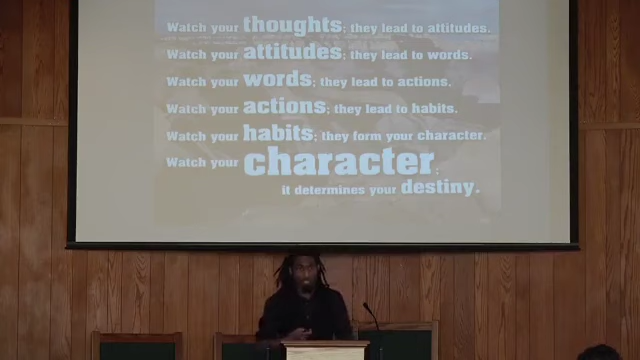 Watch your thoughts; they lead to attitudes.
Watch your attitudes; they lead to words.
Watch your words; they lead to actions.
Watch your actions; they lead to habits.
Watch your habits; they form your character.
Watch your character;
it determines your destiny.